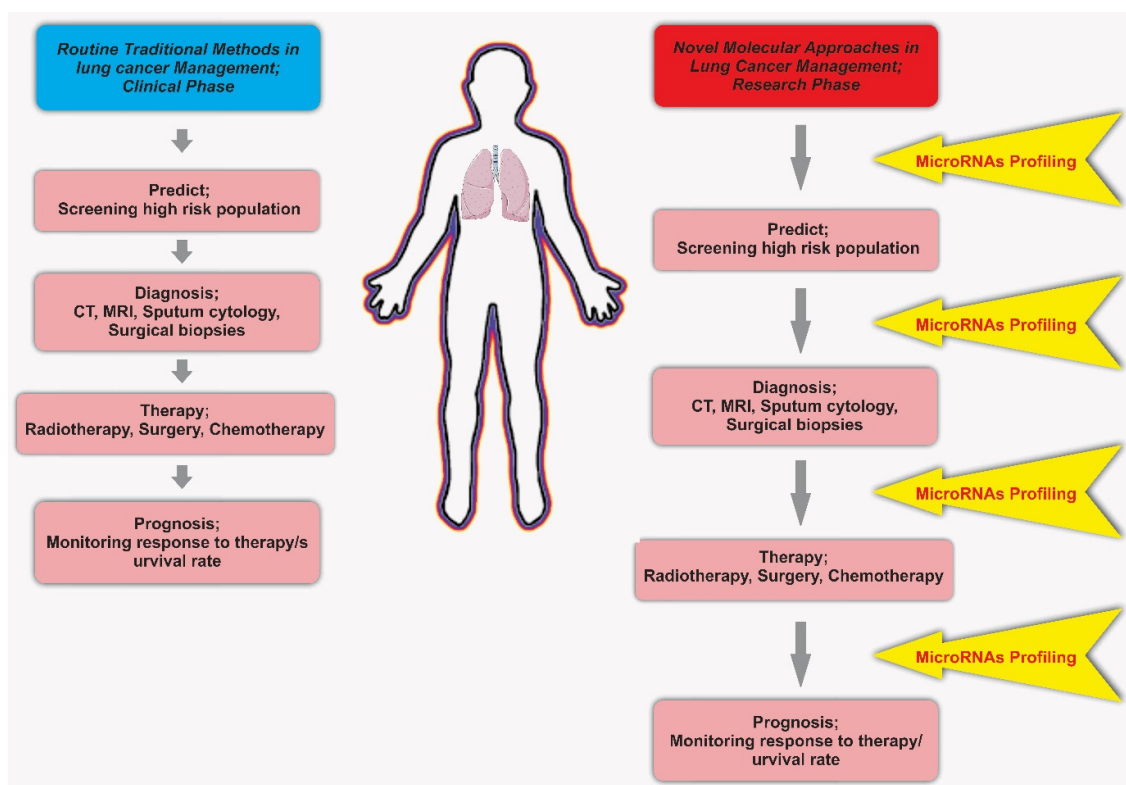 Routine Traditional Methods in
lung cancer Management;
Clinical Phase
Predict;
Screening high risk population
Diagnosis;
CT, MRI, Sputum cytology,
Surgical biopsies
Therapy;
Radiotherapy, Surgery, Chemotherapy
Prognosis;
Monitoring response to therapy/s
urvival rate
Novel Molecular Approaches in
Lung Cancer Management;
Research Phase
MicroRNAs Profiling
Predict;
Screening high risk population
MicroRNAs Profiling
Diagnosis;
CT, MRI, Sputum cytology,
Surgical biopsies
MicroRNAs Profiling
Therapy;
Radiotherapy, Surgery, Chemotherapy
MicroRNAs Profiling
Prognosis;
Monitoring response to therapy/
urvival rate